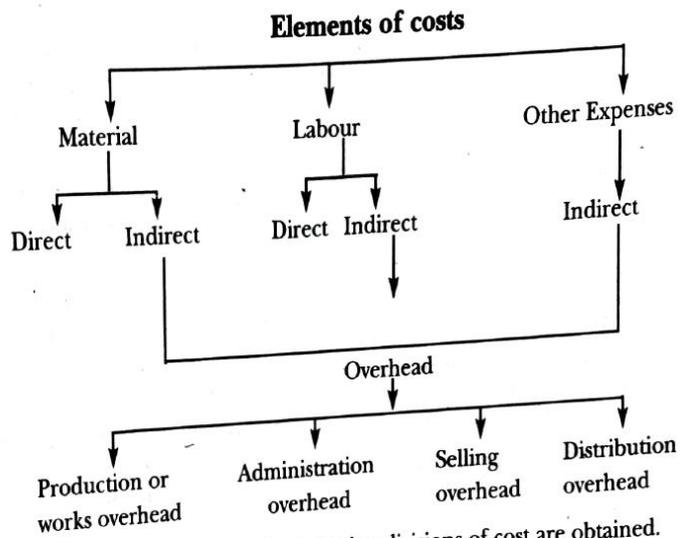 Elements of costs
Material
Labour
Other Expenses
Direct
Indirect
Direct
Indirect
Indirect
Overhead
Production or
works overhead
Administration
overhead
Selling
overhead
Distribution
overhead
divisions of cost are obtained.